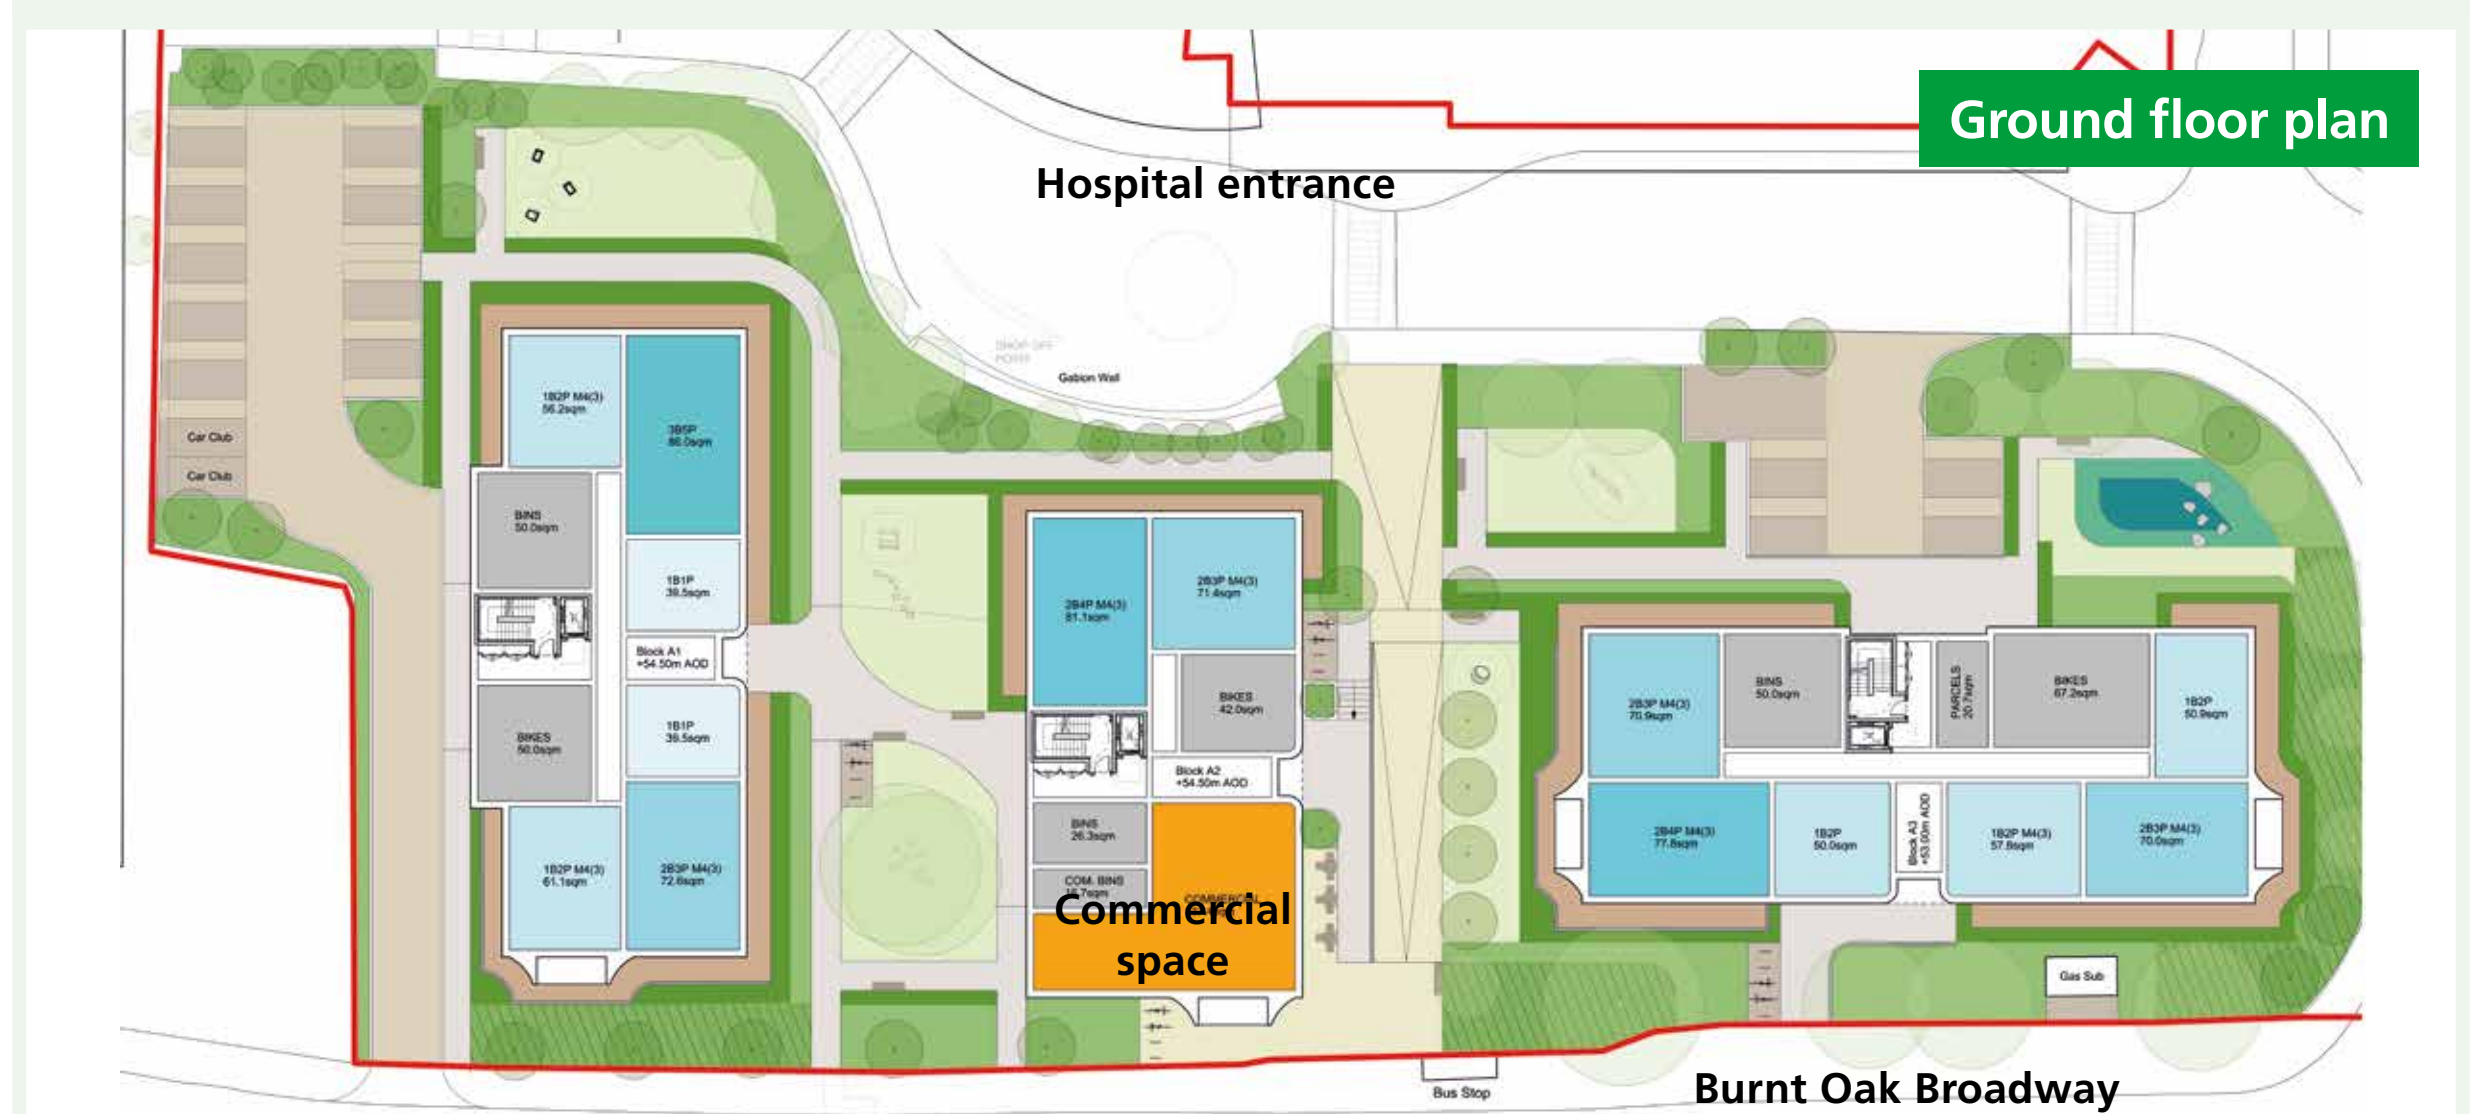 Ground floor plan
Hospital entrance
DROP OFF
POINT
Gabion Wall
Car Club
Car Club
1B2P M4(3)
56.2sqm
3B5P
86.0sqm
BINS
50.0sqm
1B1P
39.5sqm
Block A1
+54.50m AOD
BIKES
50.0sqm
1B1P
39.5sqm
1B2P M4(3)
61.1sqm
2B3P M4(3)
72.6sqm
2B4P M4(3)
81.1sqm
2B3P M4(3)
71.4sqm
BIKES
42.0sqm
Block A2
+54.50m AOD
BINS
26.3sqm
COM. BINS
COMMERCIAL
Commercial
space
2B3P M4(3)
70.9sqm
BINS
50.0sqm
PARCELS
20.7sqm
BIKES
67.2sqm
1B2P
50.9sqm
2B4P M4(3)
77.8sqm
1B2P
50.0sqm
Block A3
+53.00m AOD
1B2P M4(3)
57.8sqm
2B3P M4(3)
70.0sqm
Gas Sub
Bus Stop
Burnt Oak Broadway